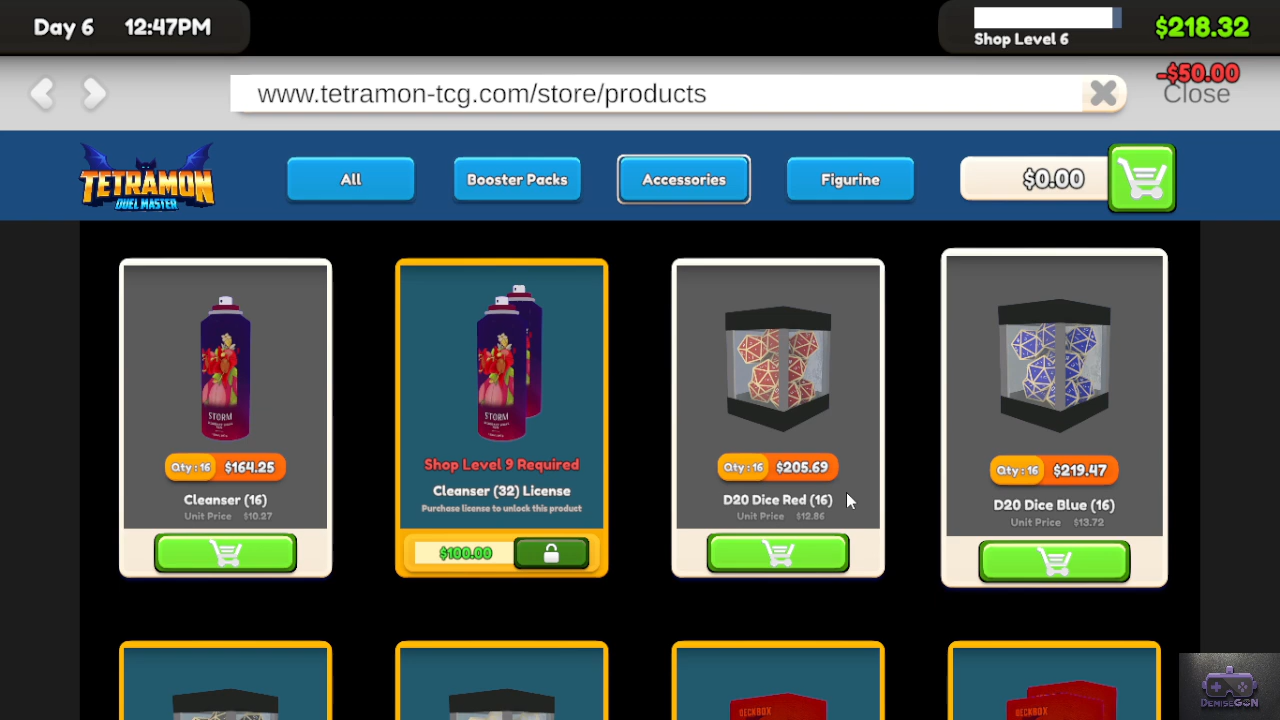 Day 6 12:47PM
Shop Level 6
$218.32
-$50.00
www.tetramon-tcg.com/store/products
Close
TETRAMON
DUEL MASTER
All
Booster Packs
Accessories
Figurine
$0.00
STORM
Qty : 16 $164.25
Cleanser (16)
Unit Price $10.27
STORM
Shop Level 9 Required
Cleanser (32) License
Purchase license to unlock this product
$100.00
Qty : 16 $205.69
D20 Dice Red (16)
Unit Price $12.86
Qty : 16 $219.47
D20 Dice Blue (16)
Unit Price $13.72
DECKBOX
DECKBOX
DEMISEGON